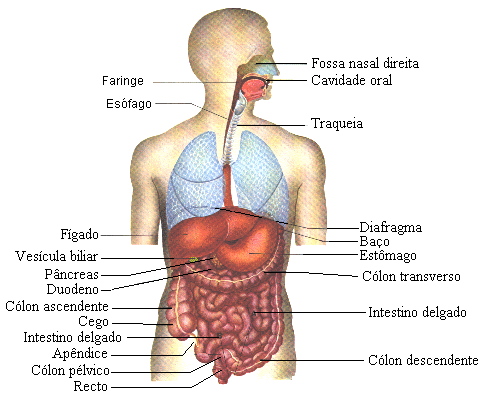 Fossa nasal direita
Faringe
Cavidade oral
Esófago
Traqueia
Diafragma
Fígado
Baço
Vesícula biliar
Estômago
Pâncreas
Cólon transverso
Duodeno
Cólon ascendente
Intestino delgado
Cego
Intestino delgado
Apêndice
Cólon descendente
Cólon pélvico
Recto